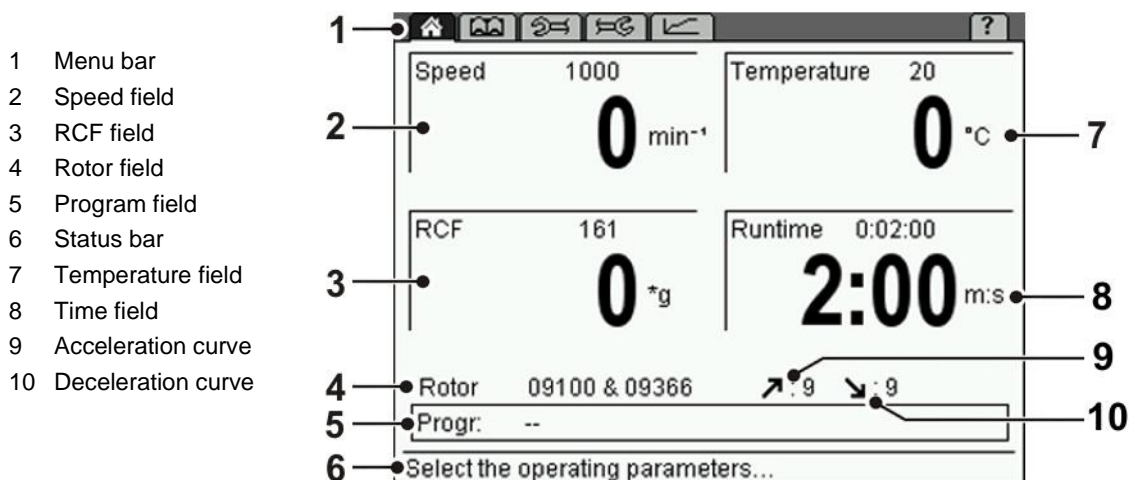 1 Menu bar
2 Speed field
3 RCF field
4 Rotor field
5 Program field
6 Status bar
7 Temperature field
8 Time field
9 Acceleration curve
10 Deceleration curve
1
?
Speed 1000
0 min⁻¹
2
Temperature 20
0 °C
7
RCF 161
0 *g
3
Runtime 0:02:00
2:00 m:s
8
9
4
Rotor 09100 & 09366 ↗: 9 ↘: 9
10
5
Progr: --
6
Select the operating parameters...